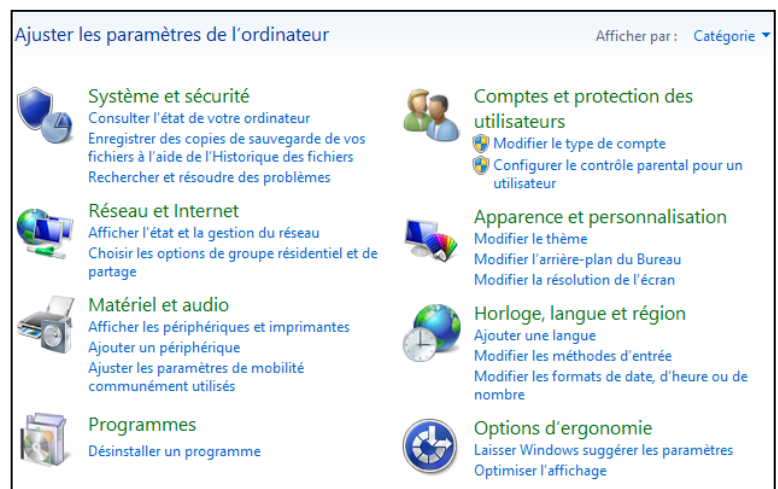 Ajuster les paramètres de l'ordinateur
Afficher par : Catégorie
Système et sécurité
Consulter l'état de votre ordinateur
Enregistrer des copies de sauvegarde de vos
fichiers à l'aide de l'Historique des fichiers
Rechercher et résoudre des problèmes
Réseau et Internet
Afficher l'état et la gestion du réseau
Choisir les options de groupe résidentiel et de
partage
Matériel et audio
Afficher les périphériques et imprimantes
Ajouter un périphérique
Ajuster les paramètres de mobilité
communément utilisés
Programmes
Désinstaller un programme
Comptes et protection des
utilisateurs
Modifier le type de compte
Configurer le contrôle parental pour un
utilisateur
Apparence et personnalisation
Modifier le thème
Modifier l'arrière-plan du Bureau
Modifier la résolution de l'écran
Horloge, langue et région
Ajouter une langue
Modifier les méthodes d'entrée
Modifier les formats de date, d'heure ou de
nombre
Options d'ergonomie
Laisser Windows suggérer les paramètres
Optimiser l'affichage